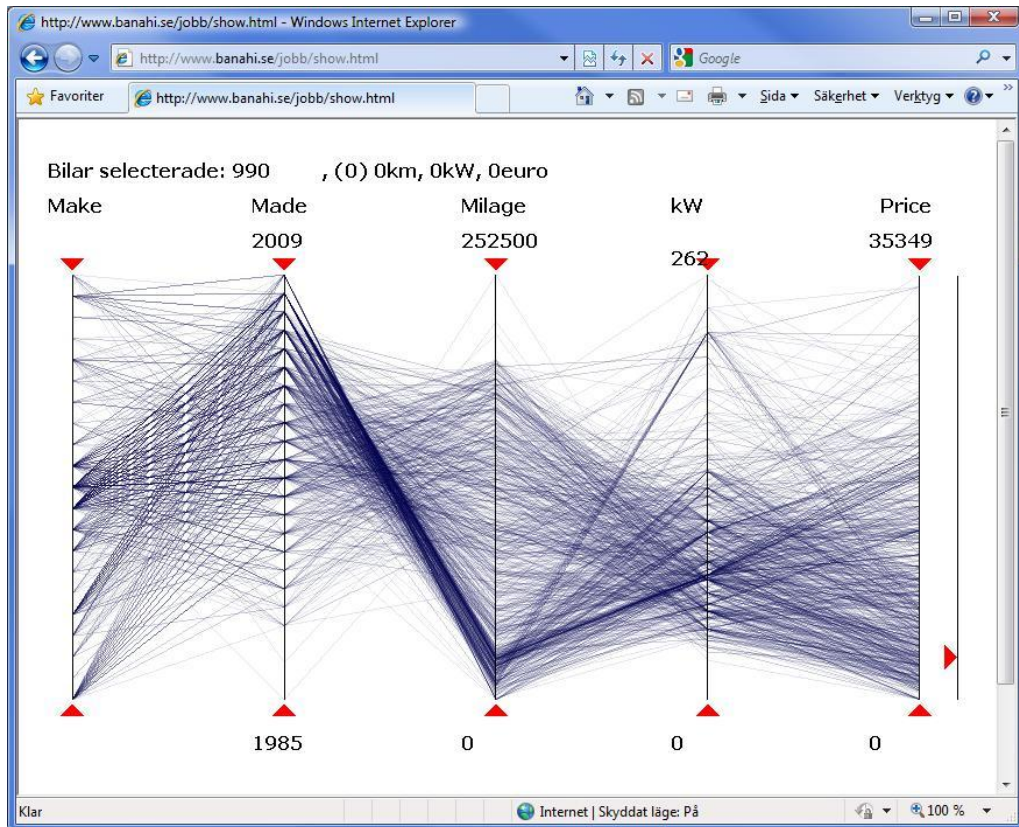 http://www.banahi.se/jobb/show.html - Windows Internet Explorer
http://www.banahi.se/jobb/show.html
Google
Favoriter
http://www.banahi.se/jobb/show.html
Sida
Säkerhet
Verktyg
Bilar selecterade: 990 , (0) 0km, 0kW, 0euro
Make Made Milage kW Price
2009 252500 262 35349
1985 0 0 0
Klar
Internet | Skyddat läge: På
100 %